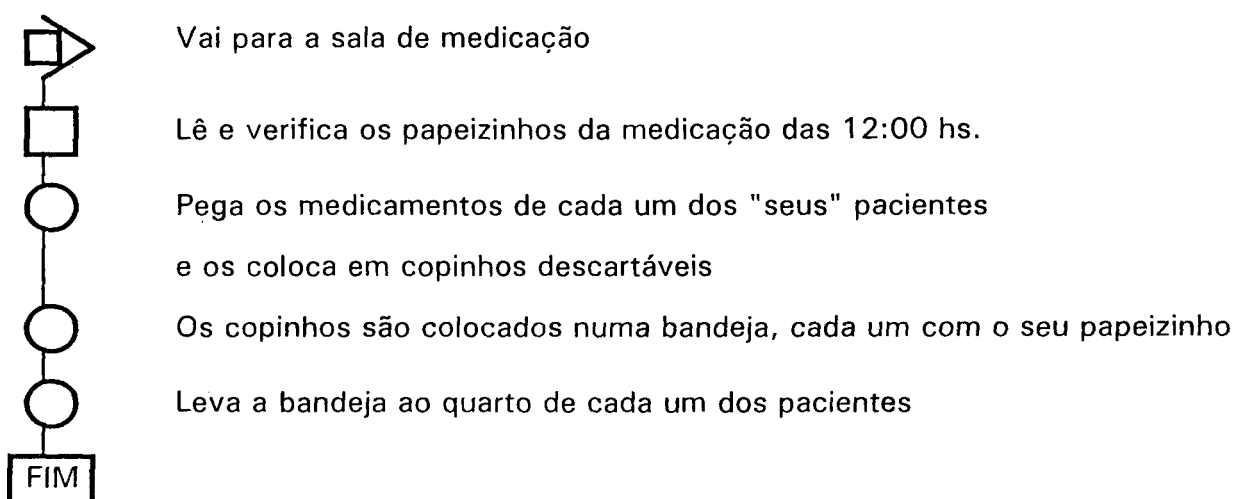 Vai para a sala de medicação
Lê e verifica os papeizinhos da medicação das 12:00 hs.
Pega os medicamentos de cada um dos "seus" pacientes
e os coloca em copinhos descartáveis
Os copinhos são colocados numa bandeja, cada um com o seu papeizinho
Leva a bandeja ao quarto de cada um dos pacientes
FIM